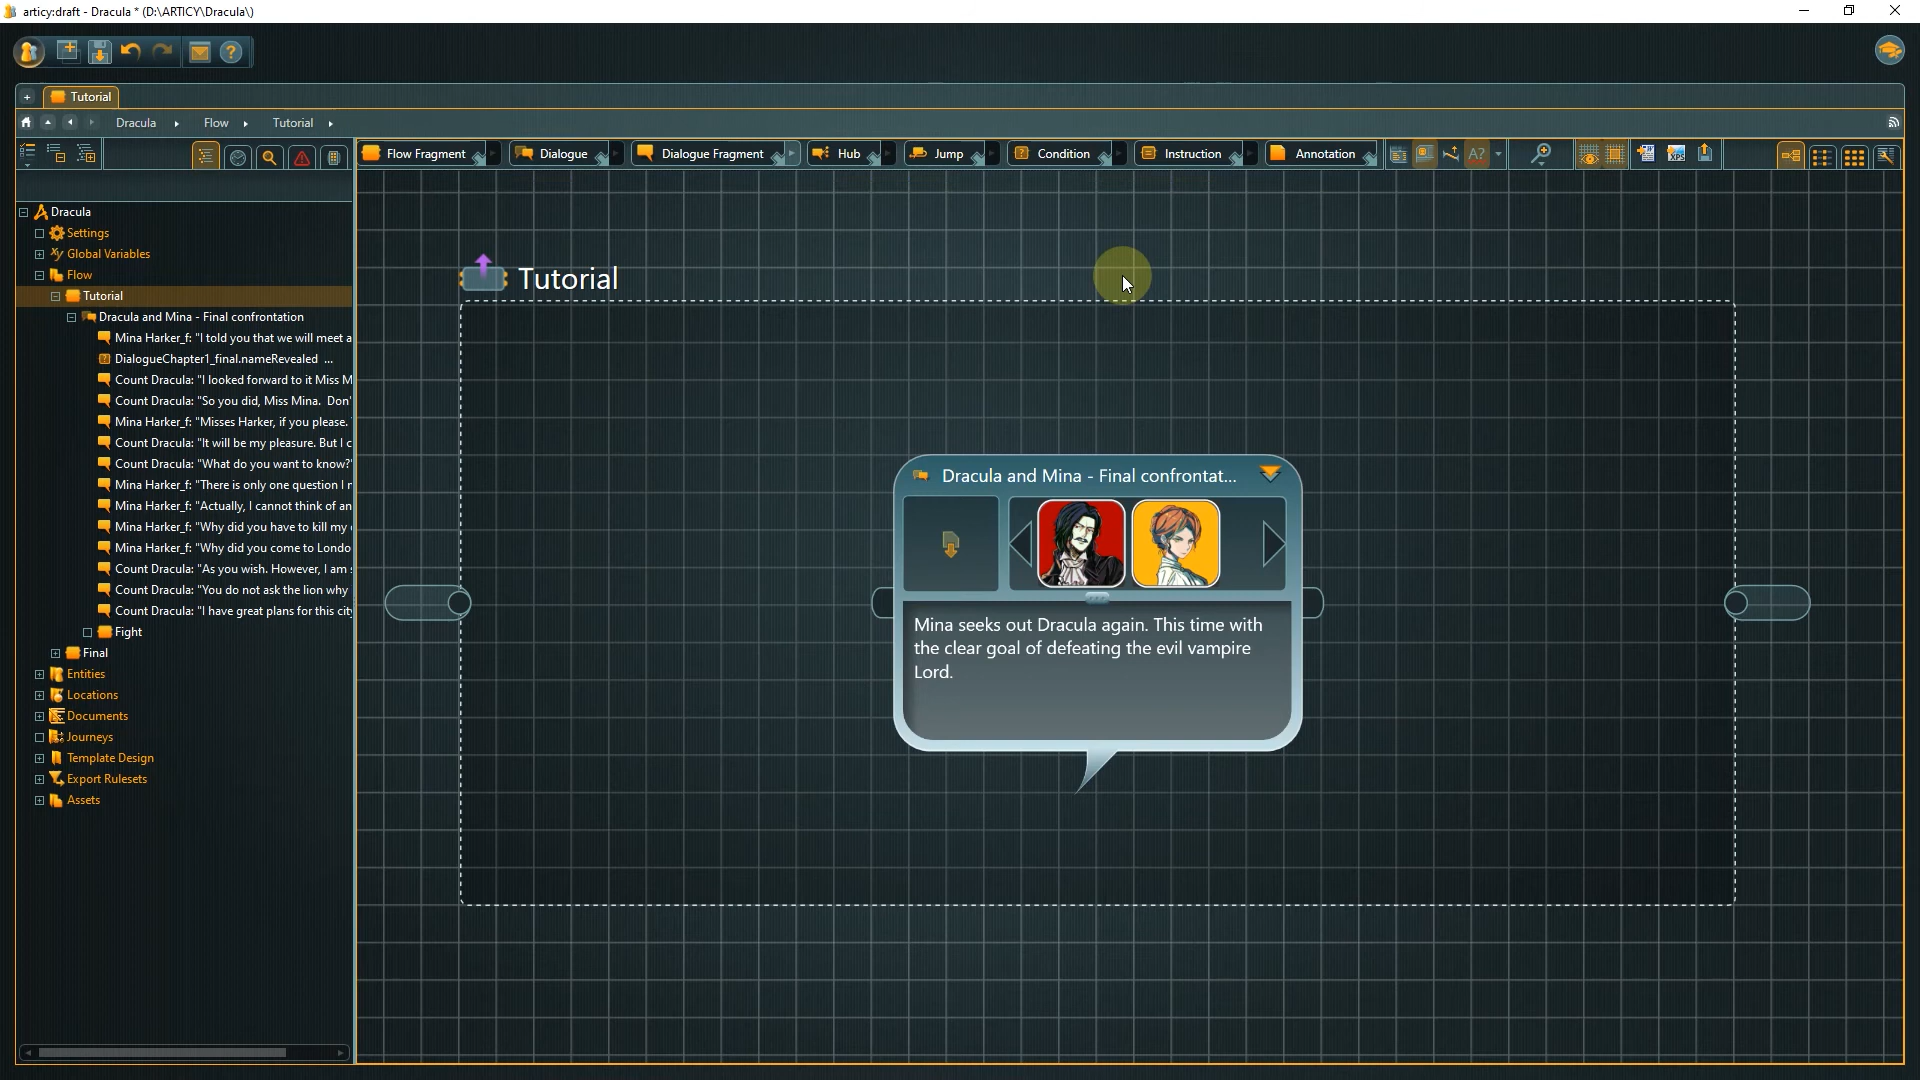 articy:draft - Dracula * (D:\ARTICY\Dracula\)
Tutorial
Dracula
Flow
Tutorial
Flow Fragment
Dialogue
Dialogue Fragment
Hub
Jump
Condition
Instruction
Annotation
Dracula
Settings
Global Variables
Flow
Tutorial
Dracula and Mina - Final confrontation
Mina Harker_f: "I told you that we will meet a
DialogueChapter1_final.nameRevealed ...
Count Dracula: "I looked forward to it Miss M
Count Dracula: "So you did, Miss Mina. Don'
Mina Harker_f: "Misses Harker, if you please.
Count Dracula: "It will be my pleasure. But I c
Count Dracula: "What do you want to know?'
Mina Harker_f: "There is only one question I r
Mina Harker_f: "Actually, I cannot think of an
Mina Harker_f: "Why did you have to kill my
Mina Harker_f: "Why did you come to Londo
Count Dracula: "As you wish. However, I am
Count Dracula: "You do not ask the lion why
Count Dracula: "I have great plans for this city
Fight
Final
Entities
Locations
Documents
Journeys
Template Design
Export Rulesets
Assets
Tutorial
Dracula and Mina - Final confrontat...
Mina seeks out Dracula again. This time with
the clear goal of defeating the evil vampire
Lord.